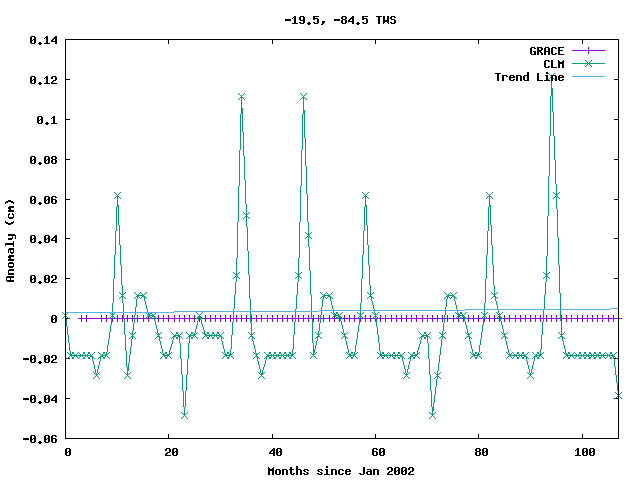 -19.5, -84.5 TWS
GRACE
CLM
Trend Line
0.14
0.12
0.1
0.08
0.06
0.04
0.02
0
-0.02
-0.04
-0.06
Anomaly (cm)
0 20 40 60 80 100
Months since Jan 2002